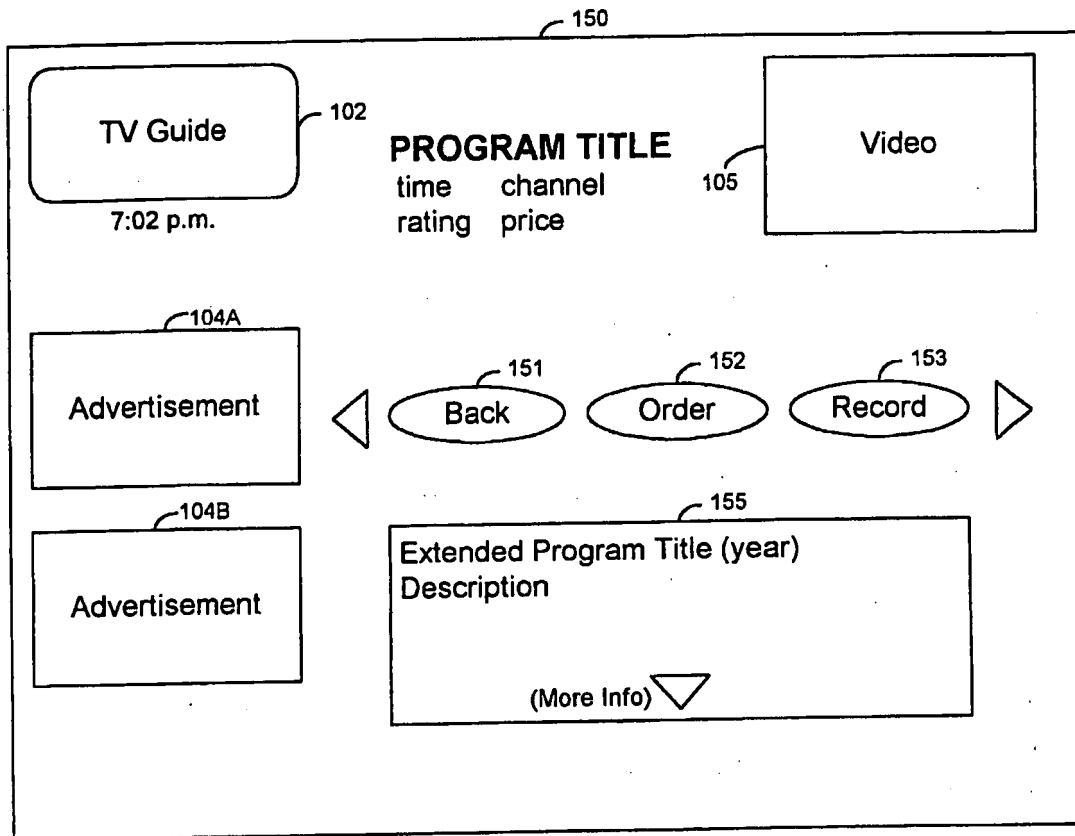 150
TV Guide
102
7:02 p.m.
PROGRAM TITLE
time channel
rating price
105
Video
104A
Advertisement
151
Back
152
Order
153
Record
104B
Advertisement
155
Extended Program Title (year)
Description
(More Info)